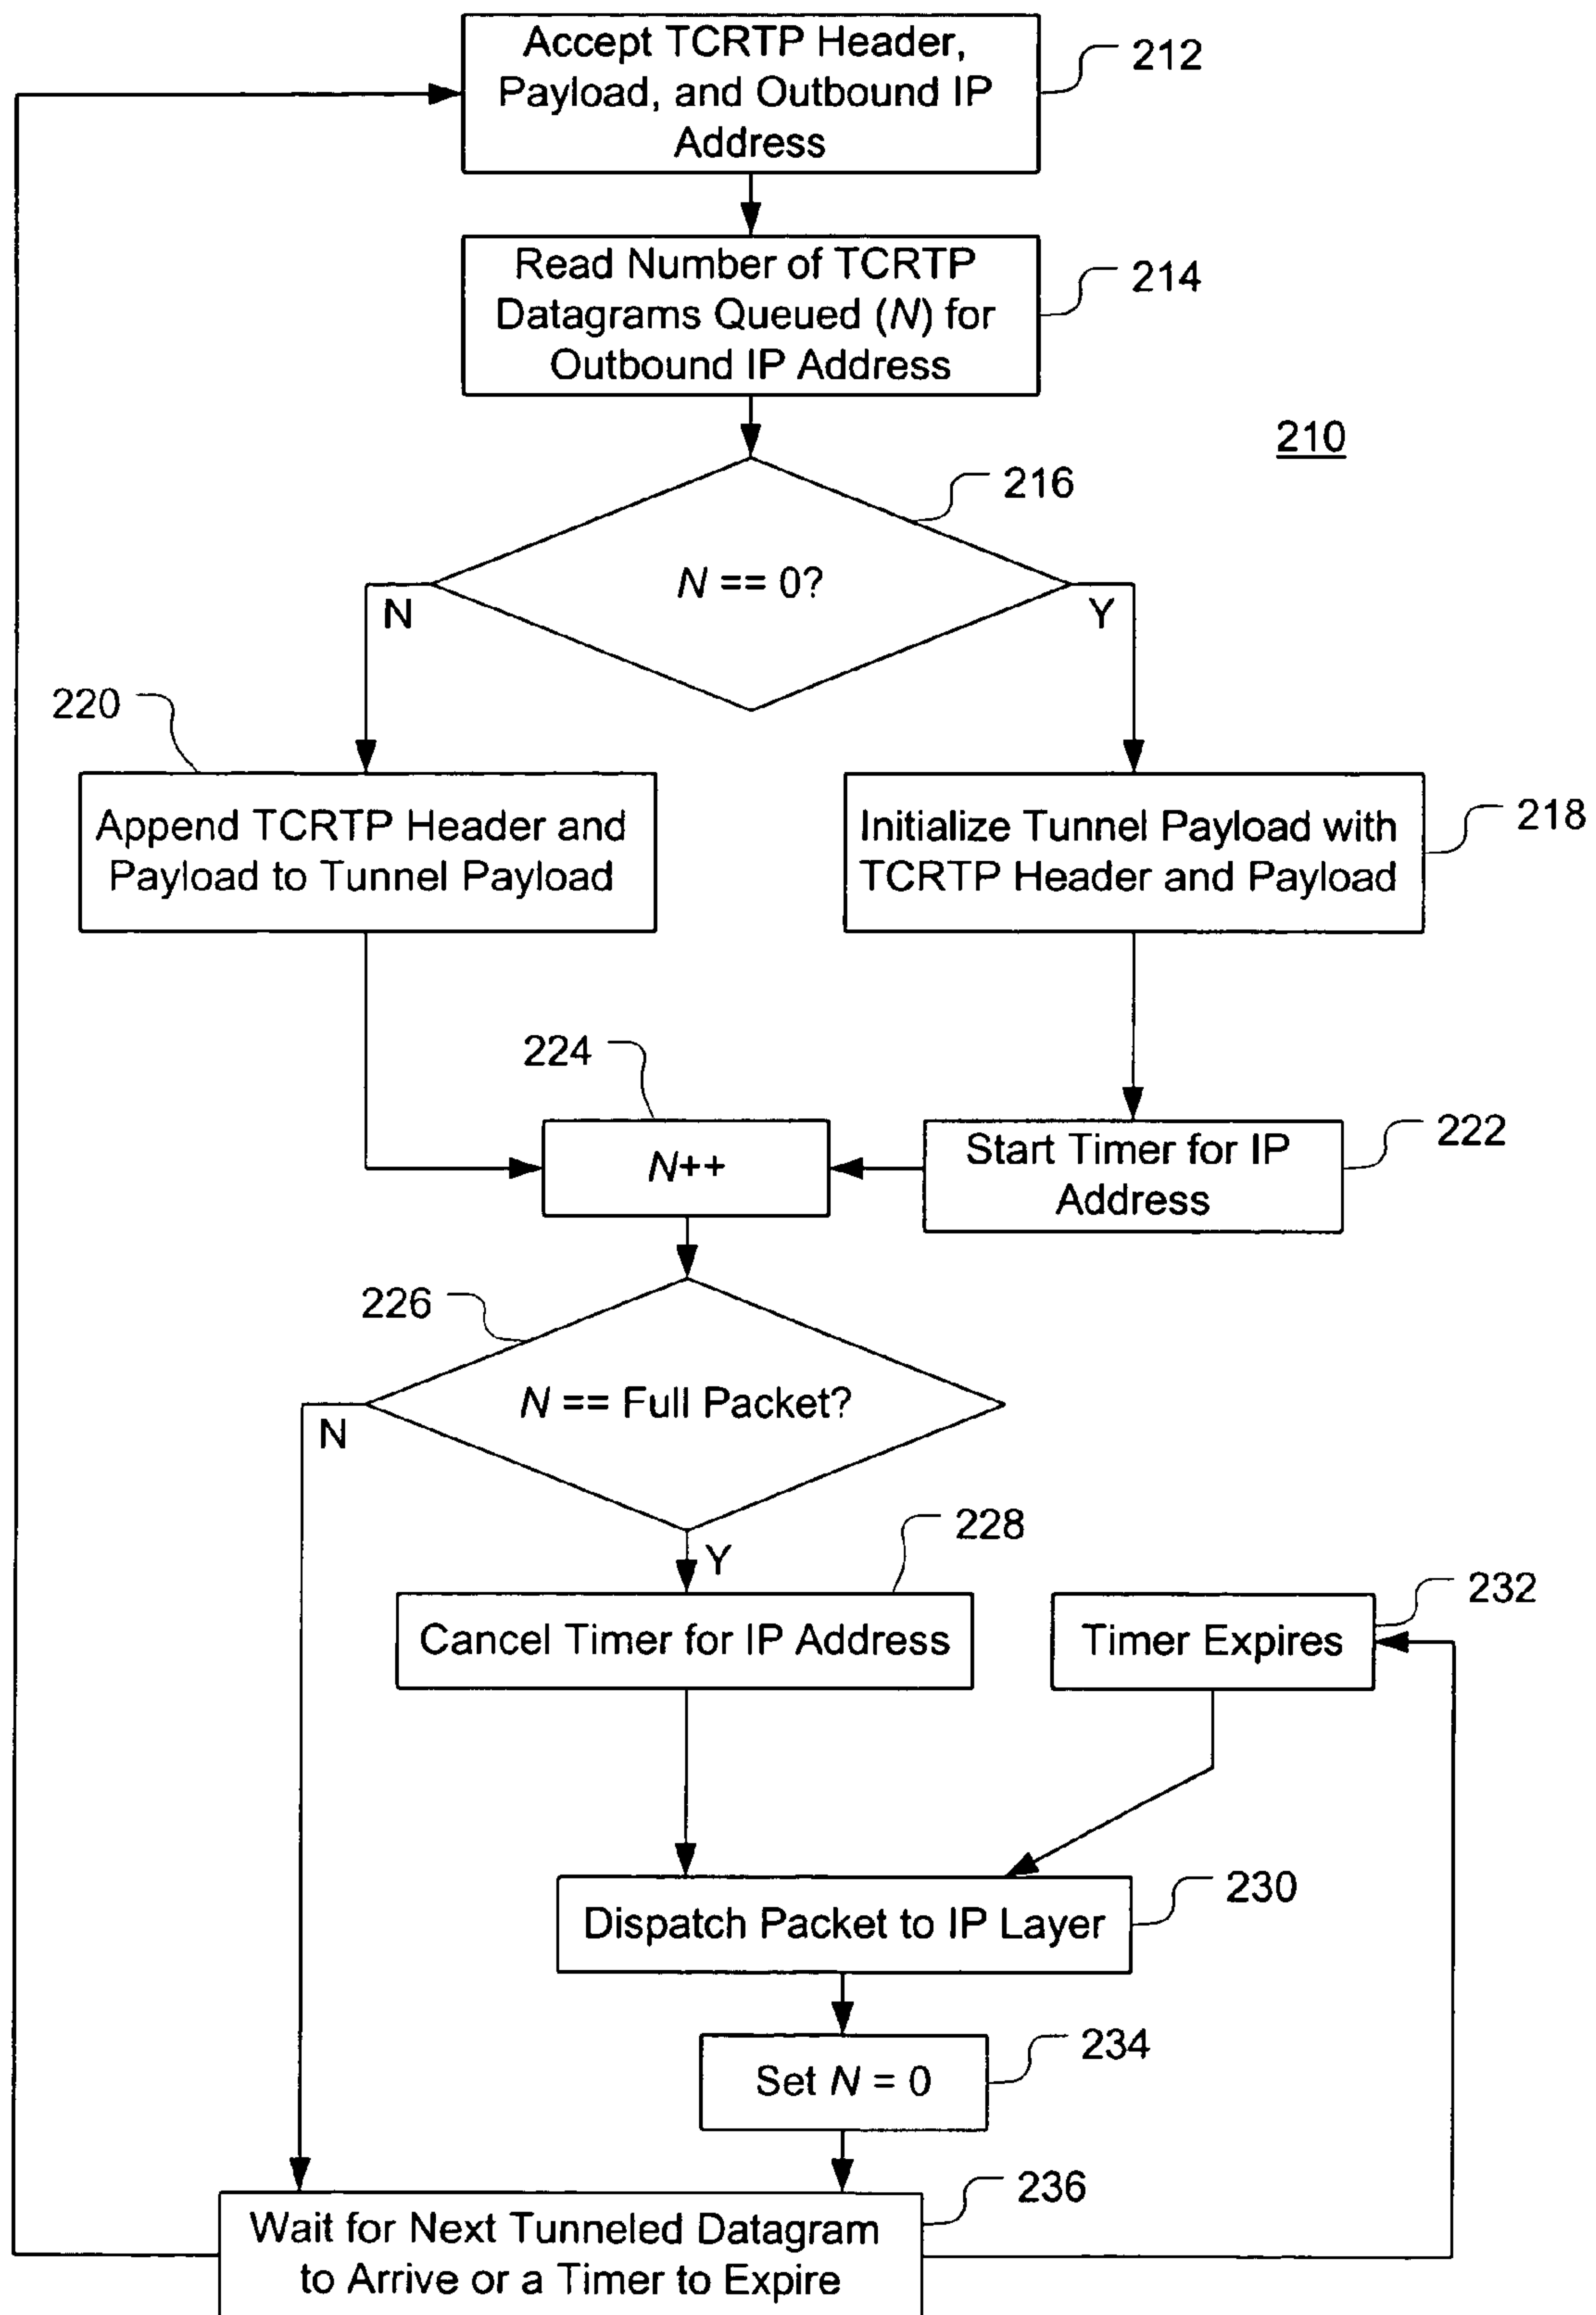 Accept TCRTP Header,
Payload, and Outbound IP
Address
212
Read Number of TCRTP
Datagrams Queued (N) for
Outbound IP Address
214
210
216
N == 0?
N
Y
220
Append TCRTP Header and
Payload to Tunnel Payload
Initialize Tunnel Payload with
TCRTP Header and Payload
218
224
N++
Start Timer for IP
Address
222
226
N == Full Packet?
N
Y
228
Cancel Timer for IP Address
Timer Expires
232
Dispatch Packet to IP Layer
230
Set N = 0
234
Wait for Next Tunneled Datagram
to Arrive or a Timer to Expire
236